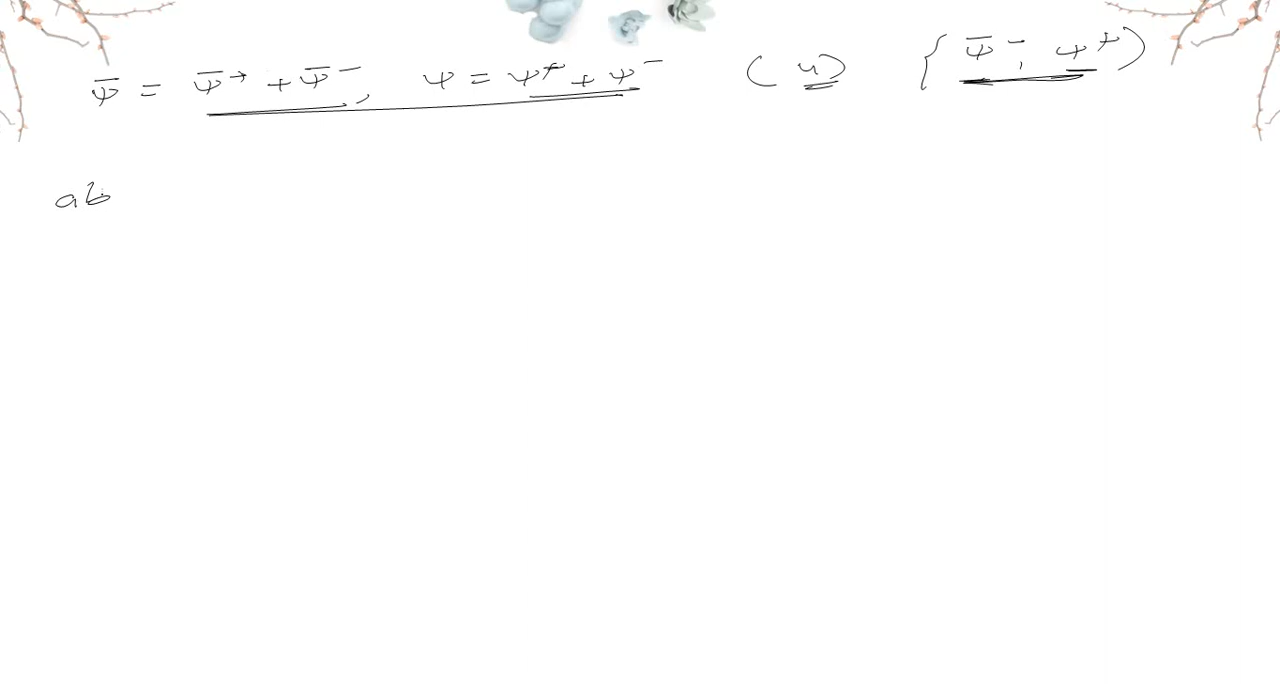 ψ̄ = ψ̄⁺ + ψ̄⁻, ψ = ψ⁺ + ψ⁻ (u) { ψ̄⁻, ψ⁺ )
ab